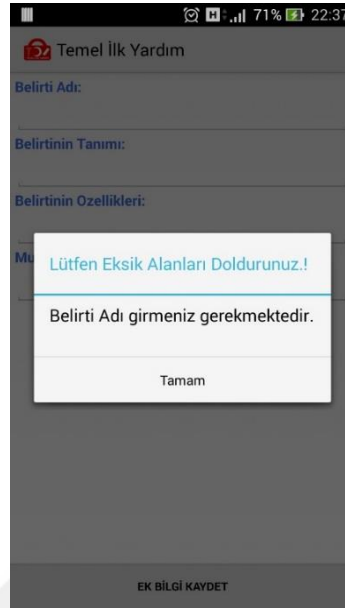 71% 22:37
Temel İlk Yardım
Belirti Adı:
Belirtinin Tanımı:
Belirtinin Ozellikleri:
Mu
Lütfen Eksik Alanları Doldurunuz.!
Belirti Adı girmeniz gerekmektedir.
Tamam
EK BİLGİ KAYDET